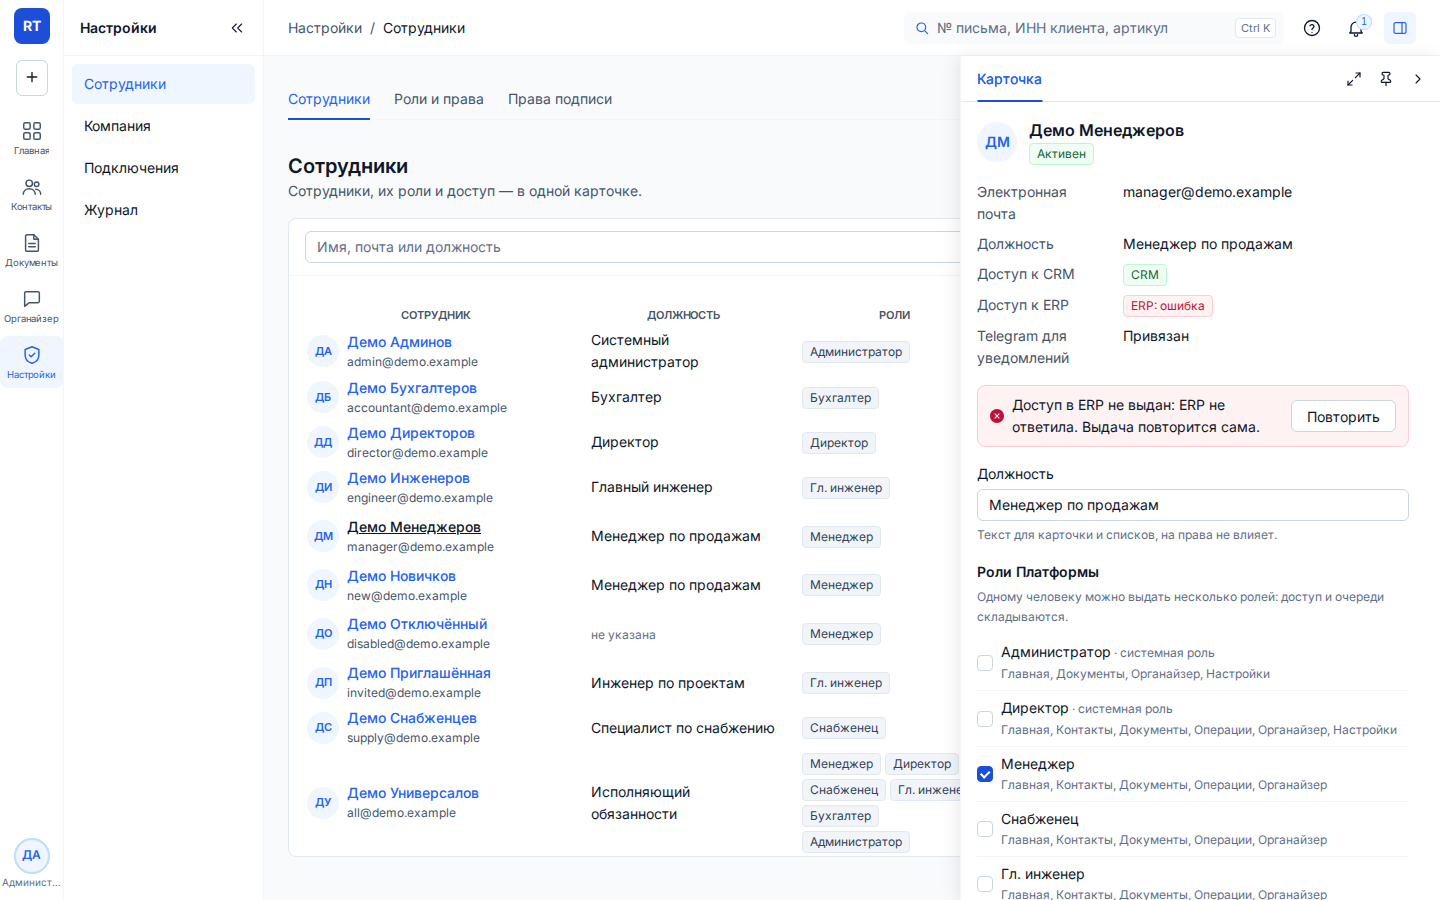 RT
Настройки
Настройки / Сотрудники
№ письма, ИНН клиента, артикул
Ctrl K
1
Главная
Контакты
Документы
Органайзер
Настройки
ДА
Админист...
Сотрудники
Компания
Подключения
Журнал
Сотрудники
Роли и права
Права подписи
Сотрудники
Сотрудники, их роли и доступ — в одной карточке.
Имя, почта или должность
СОТРУДНИК
ДОЛЖНОСТЬ
РОЛИ
ДА
Демо Админов
admin@demo.example
Системный
администратор
Администратор
ДБ
Демо Бухгалтеров
accountant@demo.example
Бухгалтер
Бухгалтер
ДД
Демо Директоров
director@demo.example
Директор
Директор
ДИ
Демо Инженеров
engineer@demo.example
Главный инженер
Гл. инженер
ДМ
Демо Менеджеров
manager@demo.example
Менеджер по продажам
Менеджер
ДН
Демо Новичков
new@demo.example
Менеджер по продажам
Менеджер
ДО
Демо Отключённый
disabled@demo.example
не указана
Менеджер
ДП
Демо Приглашённая
invited@demo.example
Инженер по проектам
Гл. инженер
ДС
Демо Снабженцев
supply@demo.example
Специалист по снабжению
Снабженец
ДУ
Демо Универсалов
all@demo.example
Исполняющий
обязанности
Менеджер Директор
Снабженец Гл. инжене
Бухгалтер
Администратор
Карточка
ДМ
Демо Менеджеров
Активен
Электронная
почта
manager@demo.example
Должность
Менеджер по продажам
Доступ к CRM
CRM
Доступ к ERP
ERP: ошибка
Telegram для
уведомлений
Привязан
Доступ в ERP не выдан: ERP не
ответила. Выдача повторится сама.
Повторить
Должность
Менеджер по продажам
Текст для карточки и списков, на права не влияет.
Роли Платформы
Одному человеку можно выдать несколько ролей: доступ и очереди
складываются.
Администратор · системная роль
Главная, Документы, Органайзер, Настройки
Директор · системная роль
Главная, Контакты, Документы, Операции, Органайзер, Настройки
Менеджер
Главная, Контакты, Документы, Операции, Органайзер
Снабженец
Главная, Контакты, Документы, Операции, Органайзер
Гл. инженер
Главная, Контакты, Документы, Операции, Органайзер